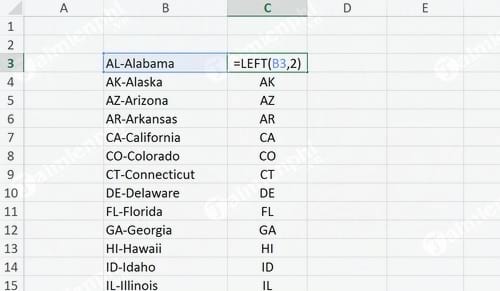 A B C D E
1
2
3 AL-Alabama =LEFT(B3,2)
4 AK-Alaska AK
5 AZ-Arizona AZ
6 AR-Arkansas AR
7 CA-California CA
8 CO-Colorado CO
9 CT-Connecticut CT
10 DE-Delaware DE
11 FL-Florida FL
12 GA-Georgia GA
13 HI-Hawaii HI
14 ID-Idaho ID
15 IL-Illinois IL